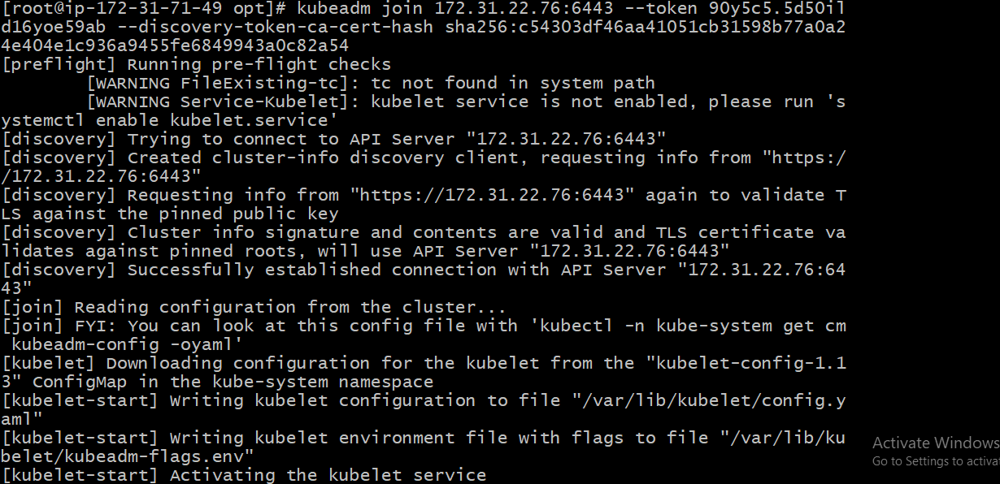 [root@ip-172-31-71-49 opt]# kubeadm join 172.31.22.76:6443 --token 90y5c5.5d50il
d16yoe59ab --discovery-token-ca-cert-hash sha256:c54303df46aa41051cb31598b77a0a2
4e404e1c936a9455fe6849943a0c82a54
[preflight] Running pre-flight checks
        [WARNING FileExisting-tc]: tc not found in system path
        [WARNING Service-Kubelet]: kubelet service is not enabled, please run 's
ystemctl enable kubelet.service'
[discovery] Trying to connect to API Server "172.31.22.76:6443"
[discovery] Created cluster-info discovery client, requesting info from "https:/
/172.31.22.76:6443"
[discovery] Requesting info from "https://172.31.22.76:6443" again to validate T
LS against the pinned public key
[discovery] Cluster info signature and contents are valid and TLS certificate va
lidates against pinned roots, will use API Server "172.31.22.76:6443"
[discovery] Successfully established connection with API Server "172.31.22.76:64
43"
[join] Reading configuration from the cluster...
[join] FYI: You can look at this config file with 'kubectl -n kube-system get cm
 kubeadm-config -oyaml'
[kubelet] Downloading configuration for the kubelet from the "kubelet-config-1.1
3" ConfigMap in the kube-system namespace
[kubelet-start] Writing kubelet configuration to file "/var/lib/kubelet/config.y
aml"
[kubelet-start] Writing kubelet environment file with flags to file "/var/lib/ku
belet/kubeadm-flags.env"
[kubelet-start] Activating the kubelet service
Activate Windows
Go to Settings to activa